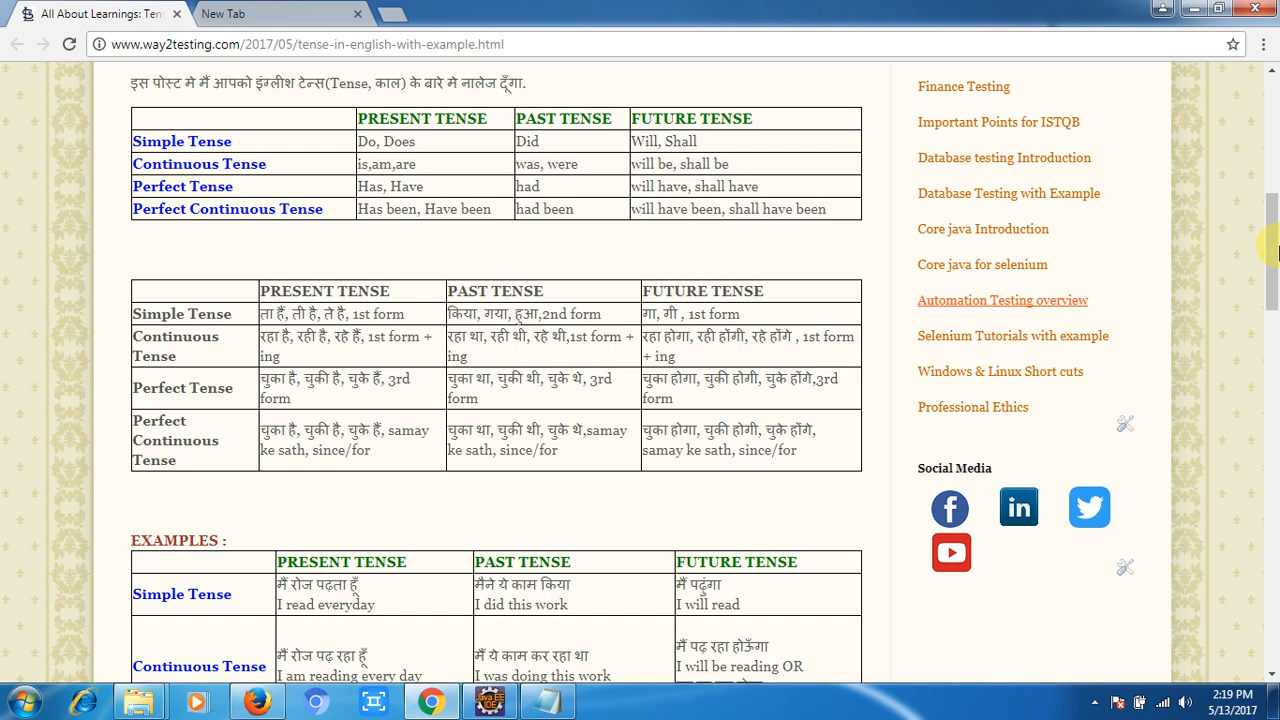 All About Learnings: Ten
New Tab
www.way2testing.com/2017/05/tense-in-english-with-example.html
इस पोस्ट मे मैं आपको इंग्लीश टेन्स(Tense, काल) के बारे मे नालेज दूँगा.
PRESENT TENSE PAST TENSE FUTURE TENSE
Simple Tense Do, Does Did Will, Shall
Continuous Tense is,am,are was, were will be, shall be
Perfect Tense Has, Have had will have, shall have
Perfect Continuous Tense Has been, Have been had been will have been, shall have been
PRESENT TENSE PAST TENSE FUTURE TENSE
Simple Tense ता हैं, ती है, ते है, 1st form किया, गया, हुआ,2nd form गा, गी , 1st form
Continuous रहा है, रही है, रहे हैं, 1st form + रहा था, रही थी, रहे थी,1st form + रहा होगा, रही होंगी, रहे होंगे , 1st form
Tense ing ing + ing
Perfect Tense चुका है, चुकी है, चुके हैं, 3rd चुका था, चुकी थी, चुके थे, 3rd चुका होगा, चुकी होगी, चुके होंगे,3rd
form form form
Perfect
Continuous
Tense
चुका है, चुकी है, चुके हैं, samay चुका था, चुकी थी, चुके थे,samay चुका होगा, चुकी होगी, चुके होंगे,
ke sath, since/for ke sath, since/for samay ke sath, since/for
EXAMPLES :
PRESENT TENSE PAST TENSE FUTURE TENSE
Simple Tense
मैं रोज पढ़ता हूँ मैने ये काम किया मैं पढ़ुंगा
I read everyday I did this work I will read
Continuous Tense
मैं रोज पढ़ रहा हूँ मैं ये काम कर रहा था मैं पढ़ रहा होऊँगा
I am reading every day I was doing this work I will be reading OR
Finance Testing
Important Points for ISTQB
Database testing Introduction
Database Testing with Example
Core java Introduction
Core java for selenium
Automation Testing overview
Selenium Tutorials with example
Windows & Linux Short cuts
Professional Ethics
Social Media
f
in
2:19 PM
5/13/2017